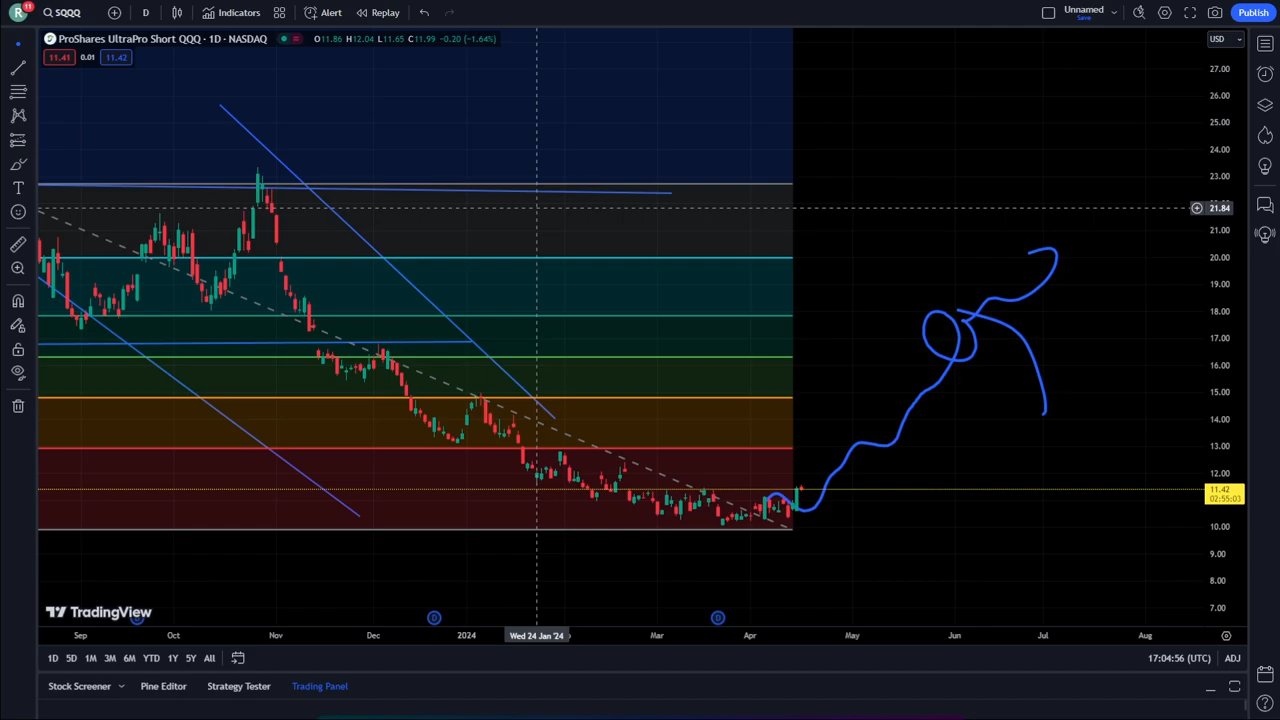 R 11 SQQQ D Indicators Alert Replay Unnamed Save Publish
ProShares UltraPro Short QQQ · 1D · NASDAQ O11.86 H12.04 L11.65 C11.99 −0.20 (−1.64%) USD
11.41 0.01 11.42
27.00
26.00
25.00
24.00
23.00
21.84
21.00
20.00
19.00
18.00
17.00
16.00
15.00
14.00
13.00
12.00
11.42
02:55:03
10.00
9.00
8.00
7.00
TradingView
D D D
Sep Oct Nov Dec 2024 Wed 24 Jan '24 Mar Apr May Jun Jul Aug
1D 5D 1M 3M 6M YTD 1Y 5Y All 17:04:56 (UTC) ADJ
Stock Screener Pine Editor Strategy Tester Trading Panel